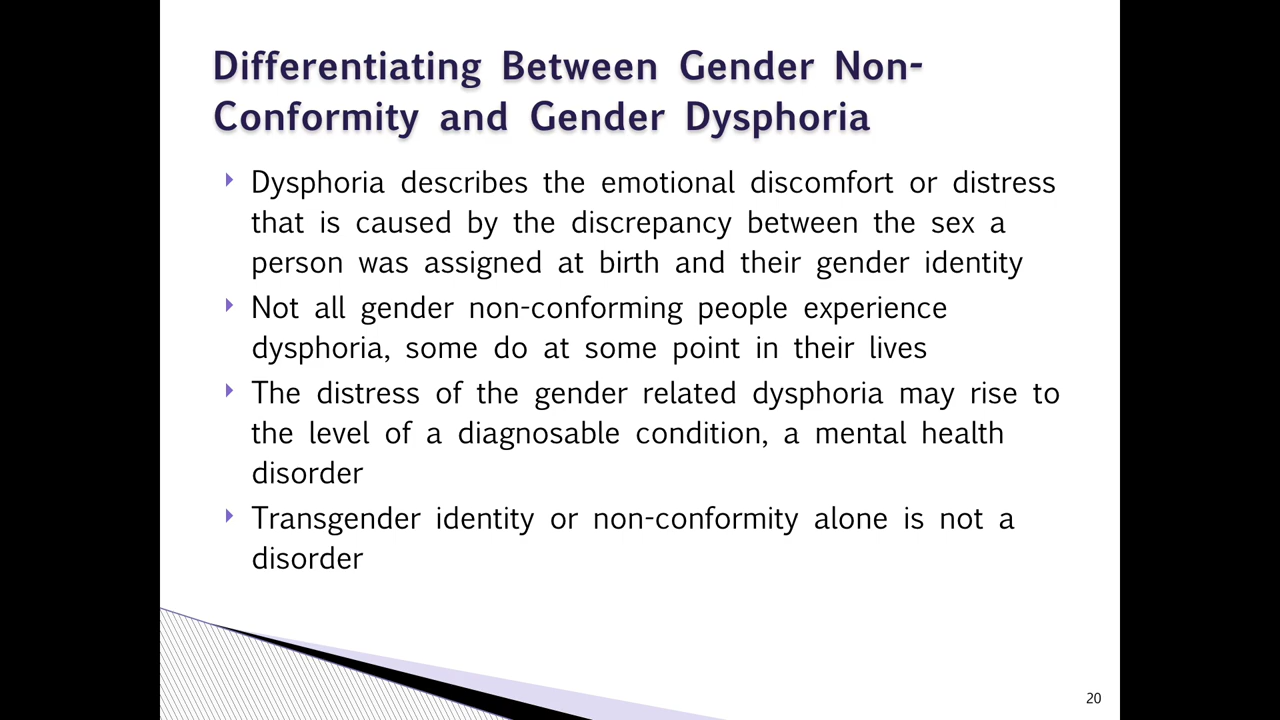 Differentiating Between Gender Non-
Conformity and Gender Dysphoria
Dysphoria describes the emotional discomfort or distress
that is caused by the discrepancy between the sex a
person was assigned at birth and their gender identity
Not all gender non-conforming people experience
dysphoria, some do at some point in their lives
The distress of the gender related dysphoria may rise to
the level of a diagnosable condition, a mental health
disorder
Transgender identity or non-conformity alone is not a
disorder
20